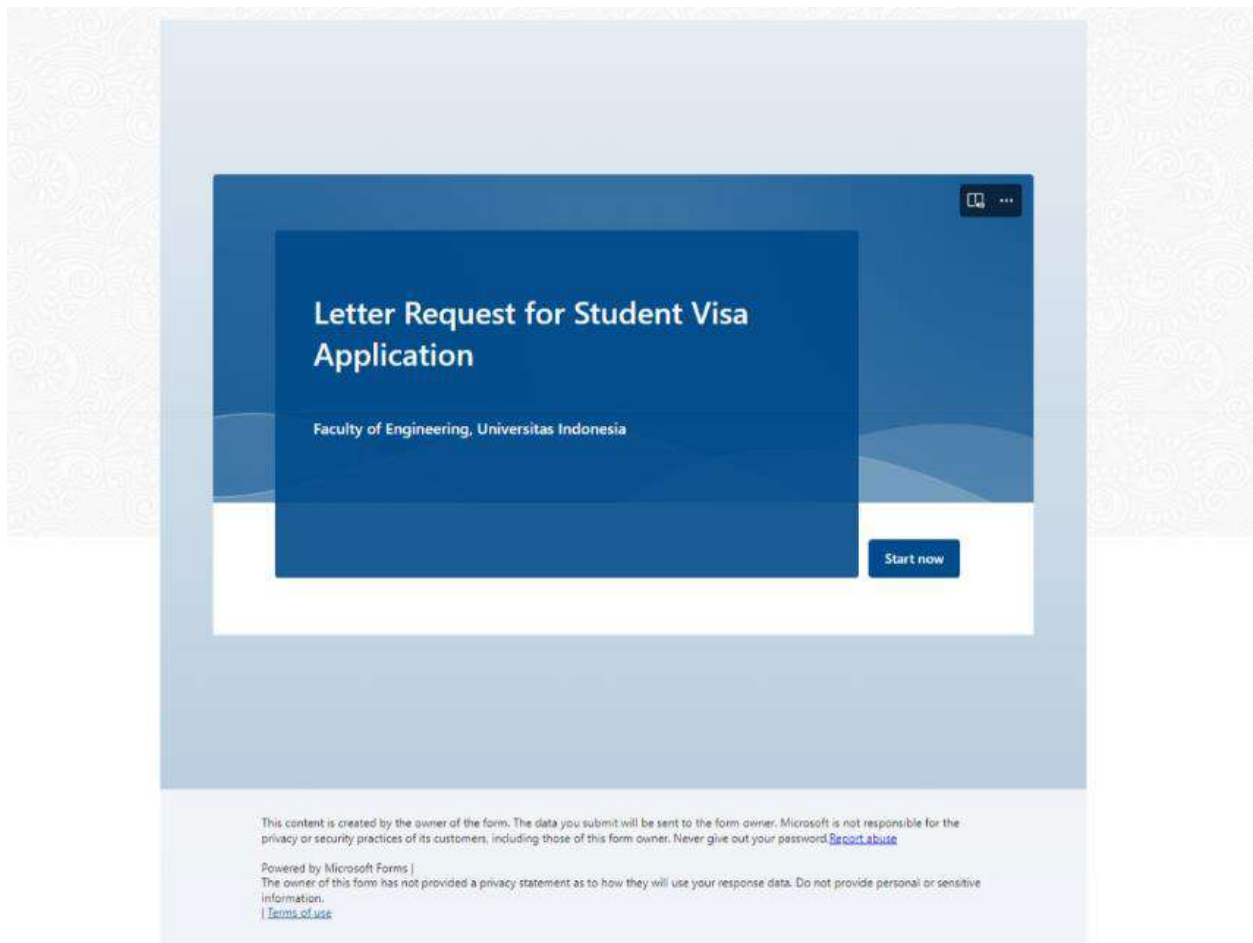 Letter Request for Student Visa
Application
Faculty of Engineering, Universitas Indonesia
Start now
This content is created by the owner of the form. The data you submit will be sent to the form owner. Microsoft is not responsible for the
privacy or security practices of its customers, including those of this form owner. Never give out your password.Report abuse
Powered by Microsoft Forms |
The owner of this form has not provided a privacy statement as to how they will use your response data. Do not provide personal or sensitive
information.
| Terms of use